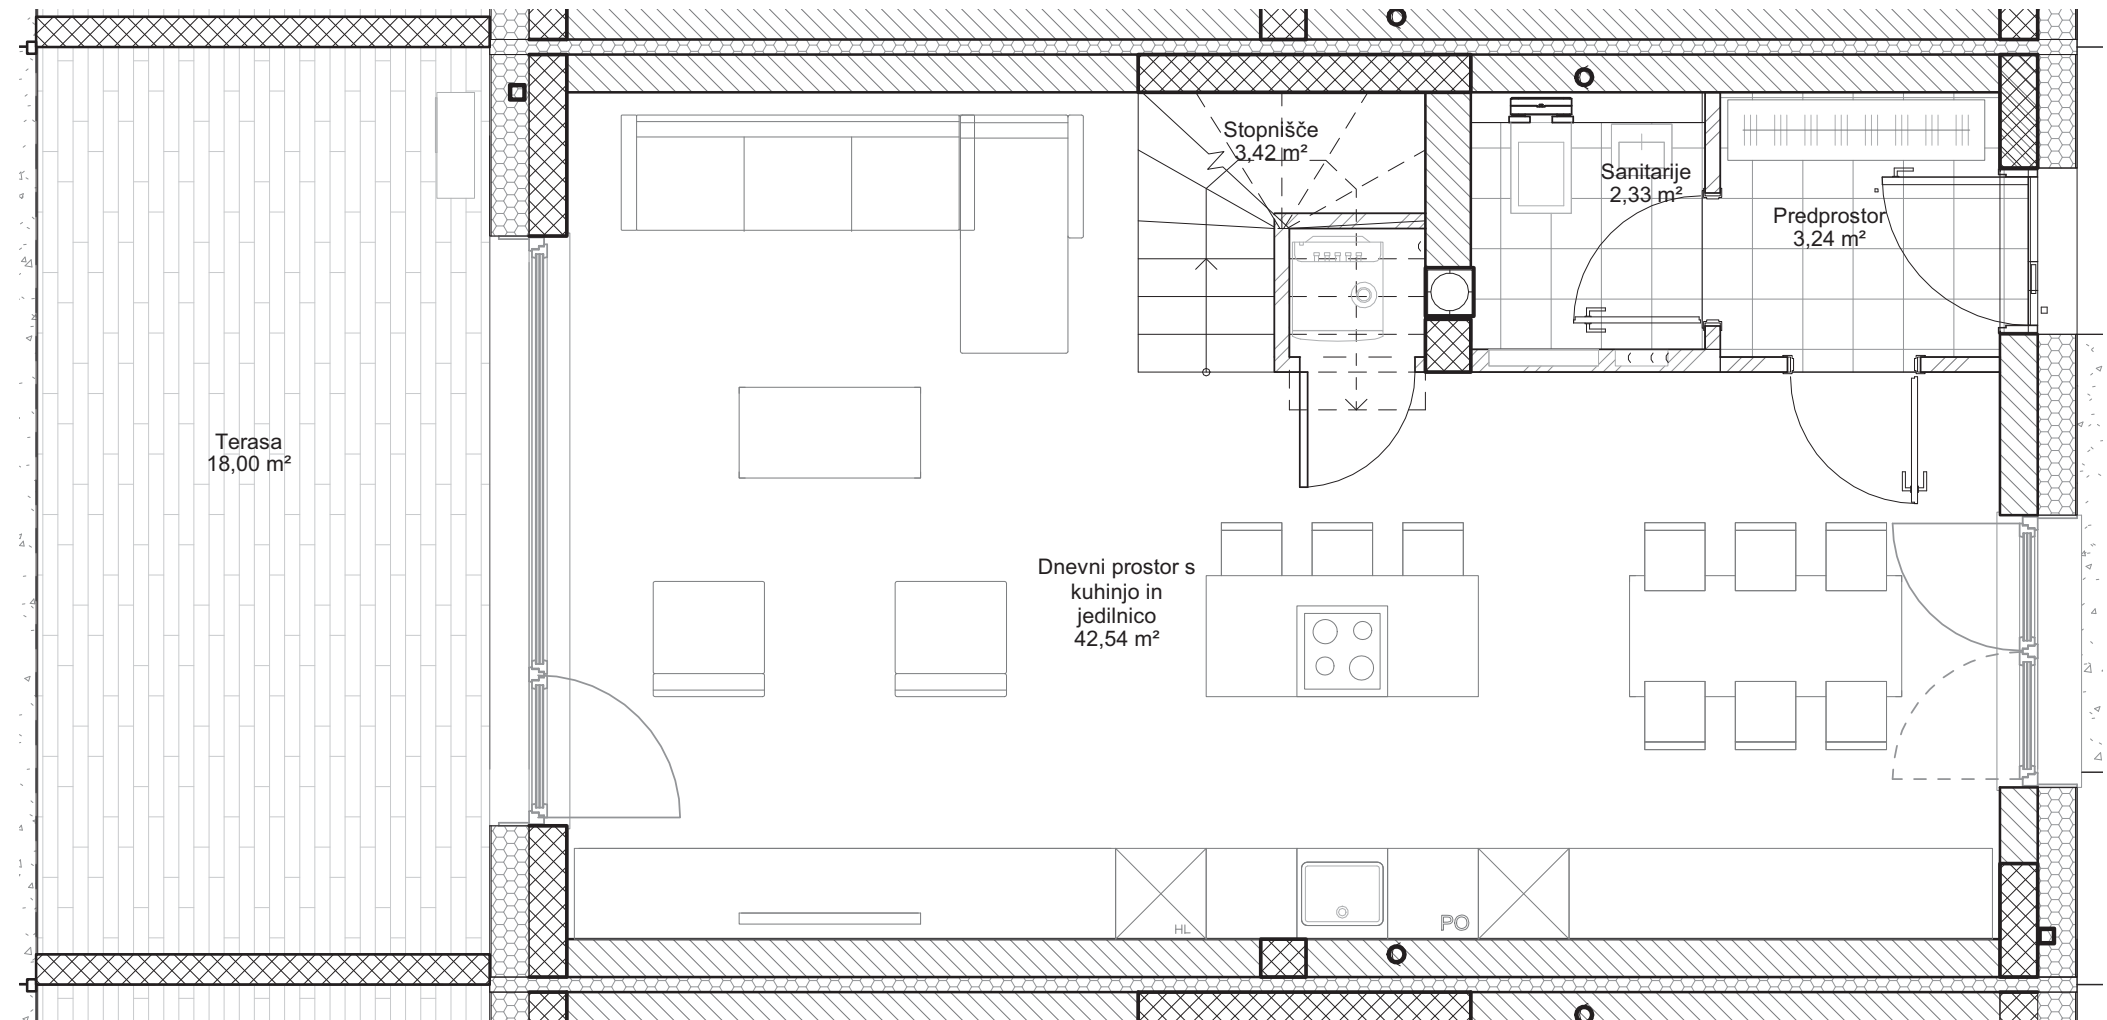 Stopnišče
3,42 m²
Sanitarije
2,33 m²
Predprostor
3,24 m²
Terasa
18,00 m²
Dnevni prostor s
kuhinjo in
jedilnico
42,54 m²
HL
PO